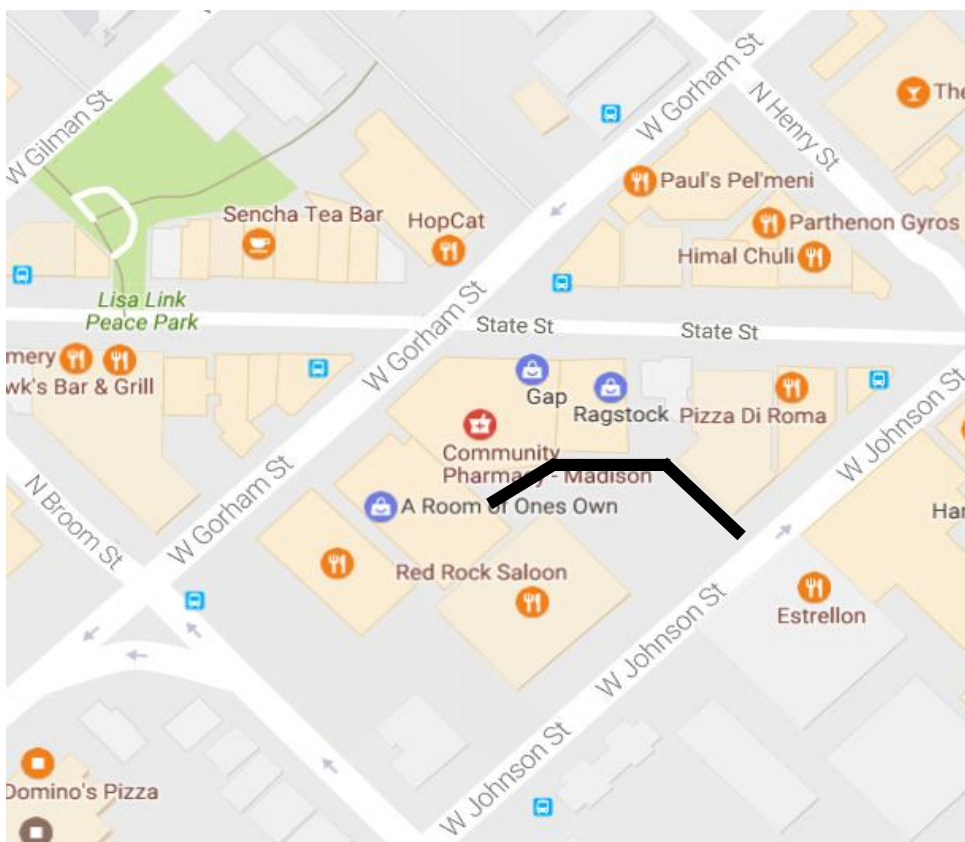 W Gilman St
W Gorham St
N Henry St
The
Paul's Pel'meni
Sencha Tea Bar
HopCat
Parthenon Gyros
Himal Chuli
Lisa Link
Peace Park
W Gorham St
State St
State St
mery
wk's Bar & Grill
Gap
Ragstock
Pizza Di Roma
W Johnson St
Community
Pharmacy - Madison
N Broom St
W Gorham St
A Room of Ones Own
Har
Red Rock Saloon
Estrellon
W Johnson St
Domino's Pizza
W Johnson St